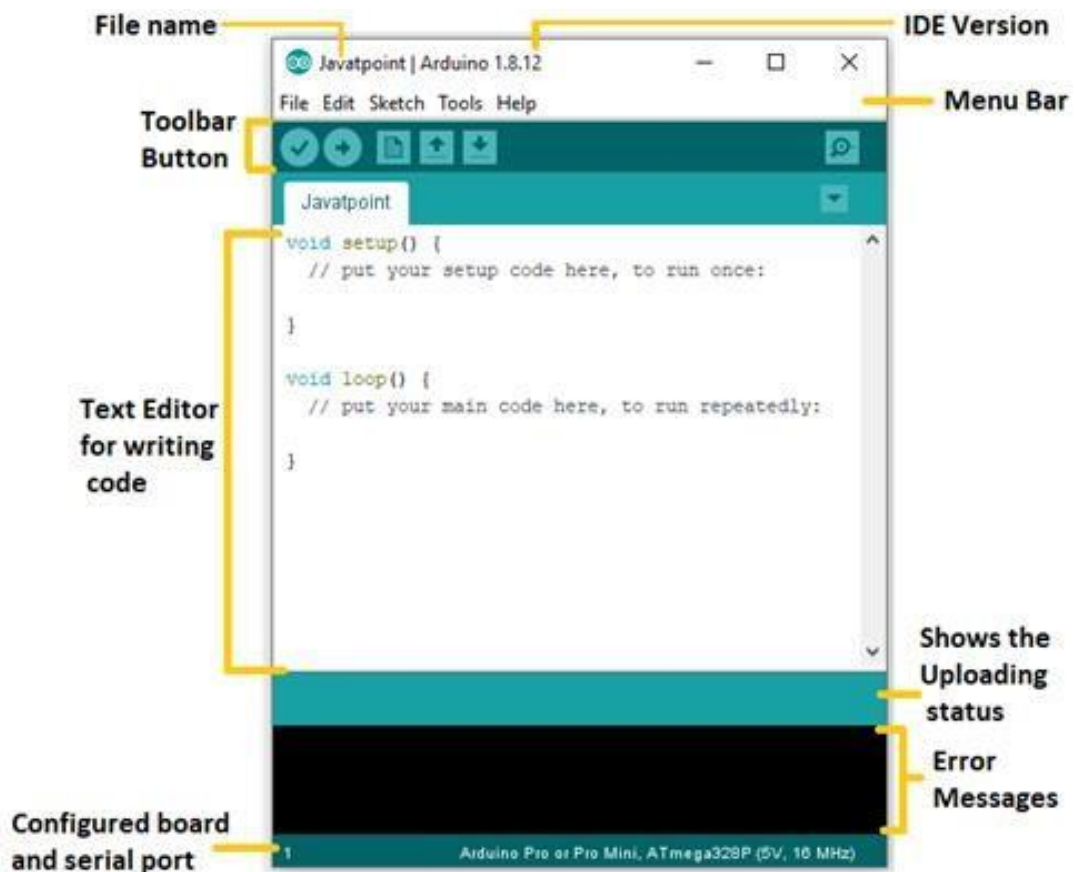 File name
IDE Version
Javatpoint | Arduino 1.8.12
File Edit Sketch Tools Help
Menu Bar
Toolbar
Button
Javatpoint
void setup() {
// put your setup code here, to run once:
}
void loop() {
// put your main code here, to run repeatedly:
}
Text Editor
for writing
code
Shows the
Uploading
status
Error
Messages
Configured board
and serial port
1
Arduino Pro or Pro Mini, ATmega328P (5V, 16 MHz)